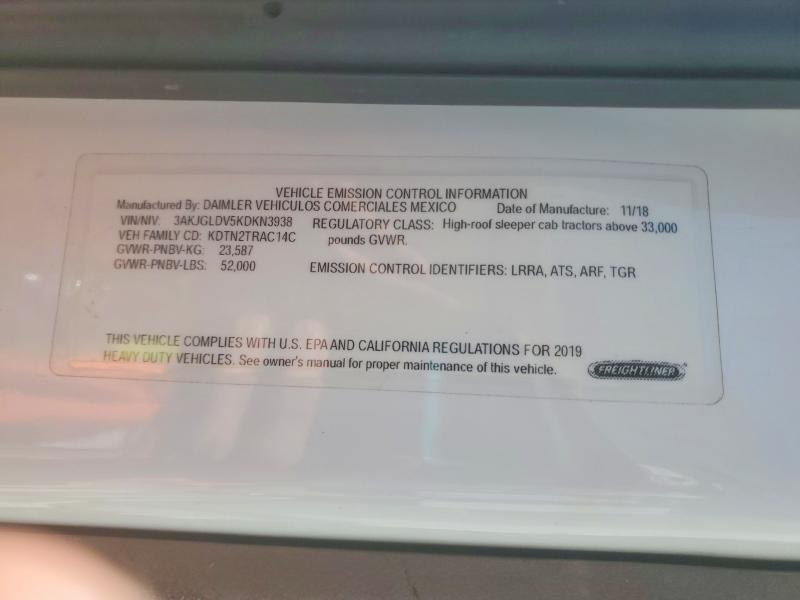 VEHICLE EMISSION CONTROL INFORMATION
Manufactured By: DAIMLER VEHICULOS COMERCIALES MEXICO Date of Manufacture: 11/18
VIN/NIV: 3AKJGLDV5KDKN3938 REGULATORY CLASS: High-roof sleeper cab tractors above 33,000
VEH FAMILY CD: KDTN2TRAC14C pounds GVWR.
GVWR-PNBV-KG: 23,587
GVWR-PNBV-LBS: 52,000 EMISSION CONTROL IDENTIFIERS: LRRA, ATS, ARF, TGR
THIS VEHICLE COMPLIES WITH U.S. EPA AND CALIFORNIA REGULATIONS FOR 2019
HEAVY DUTY VEHICLES. See owner's manual for proper maintenance of this vehicle.
FREIGHTLINER